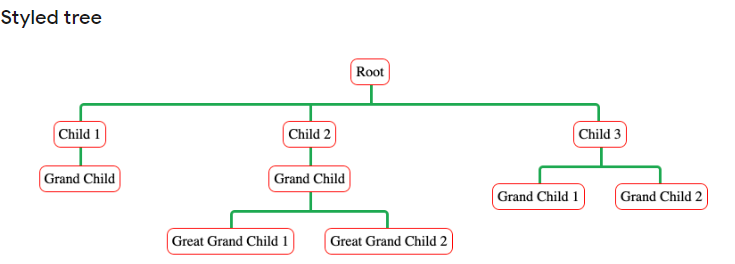 Styled tree
Root
Child 1
Child 2
Child 3
Grand Child
Grand Child
Grand Child 1
Grand Child 2
Great Grand Child 1
Great Grand Child 2